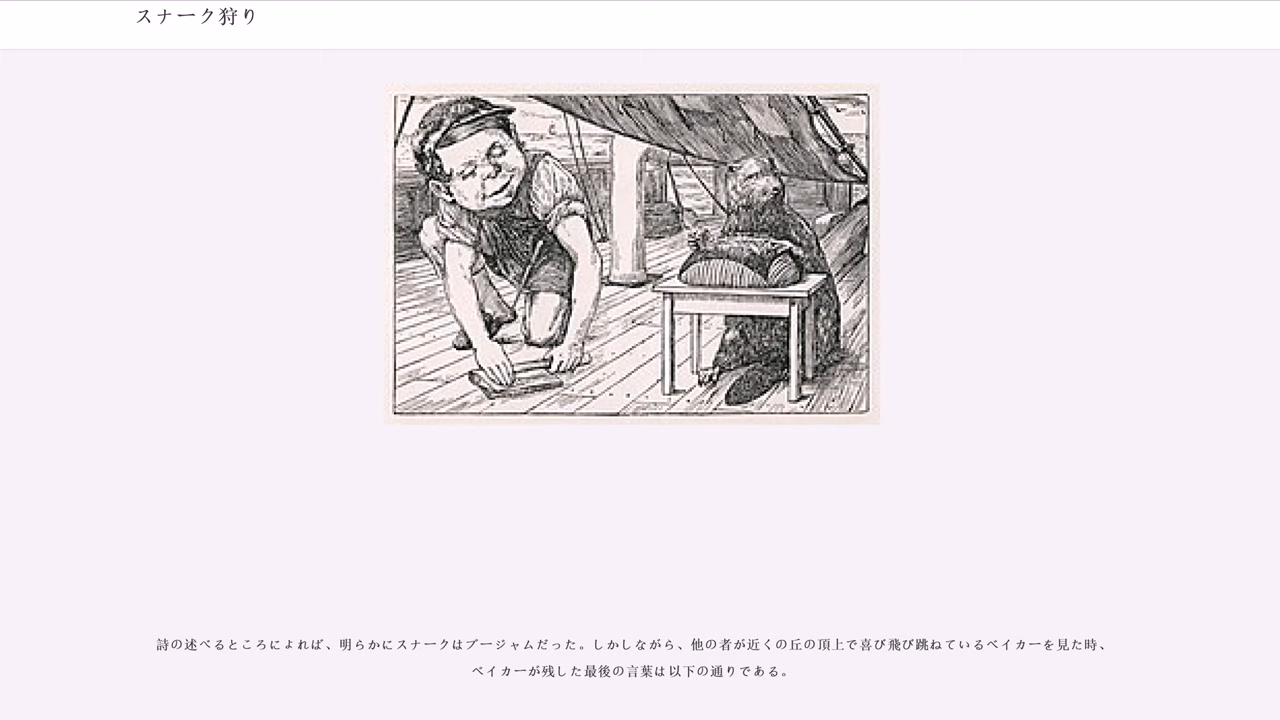 スナーク狩り
詩の述べるところによれば、明らかにスナークはブージャムだった。しかしながら、他の者が近くの丘の頂上で喜び飛び跳ねているベイカーを見た時、
ベイカーが残した最後の言葉は以下の通りである。